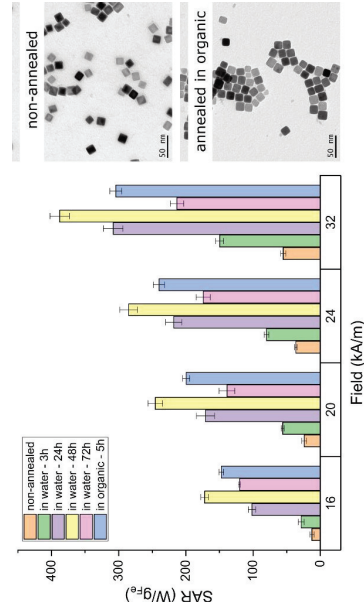 non-annealed
in water - 3h
in water - 24h
in water - 48h
in water - 72h
in organic - 5h
SAR (W/gFe)
400
300
200
100
0
16
20
24
32
Field (kA/m)
non-annealed
50 nm
annealed in organic
50 nm